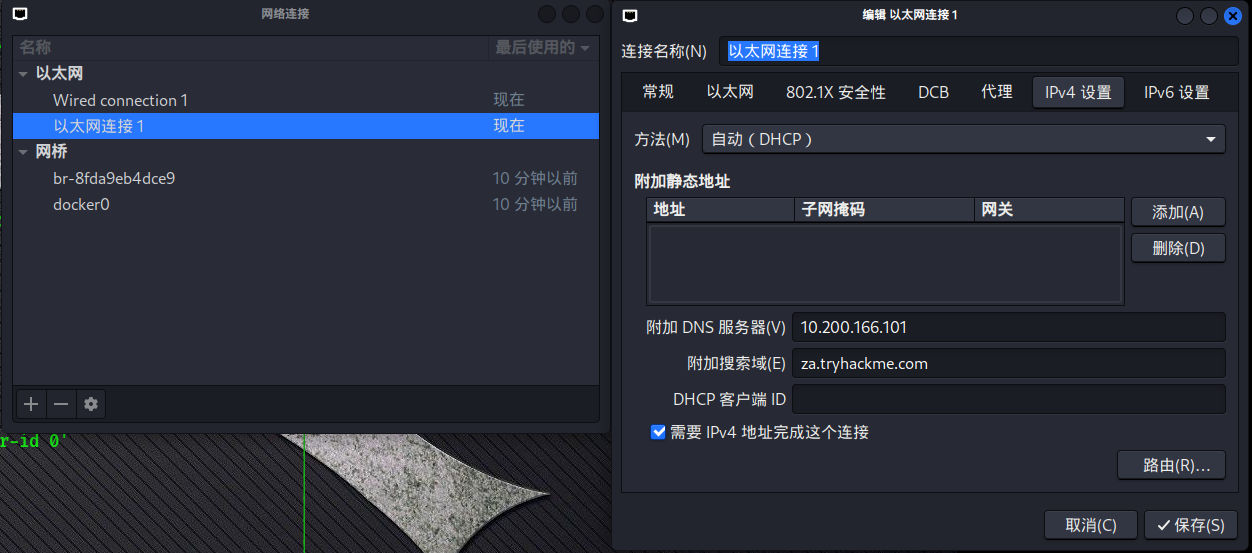 网络连接
名称 最后使用的
以太网
Wired connection 1 现在
以太网连接 1 现在
网桥
br-8fda9eb4dce9 10 分钟以前
docker0 10 分钟以前
r-id 0'
编辑 以太网连接 1
连接名称(N) 以太网连接 1
常规 以太网 802.1X 安全性 DCB 代理 IPv4 设置 IPv6 设置
方法(M) 自动（DHCP）
附加静态地址
地址 子网掩码 网关 添加(A)
删除(D)
附加 DNS 服务器(V) 10.200.166.101
附加搜索域(E) za.tryhackme.com
DHCP 客户端 ID
需要 IPv4 地址完成这个连接
路由(R)…
取消(C) 保存(S)